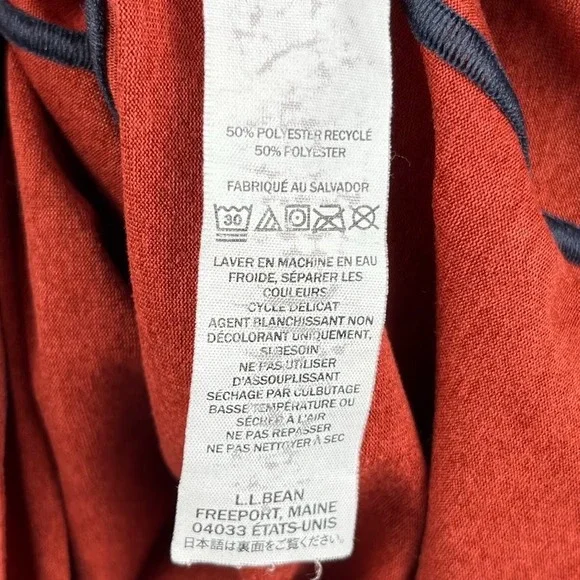 50% POLYESTER RECYCLÉ
50% POLYESTER
FABRIQUÉ AU SALVADOR
30
LAVER EN MACHINE EN EAU
FROIDE, SÉPARER LES
COULEURS
CYCLE DÉLICAT
AGENT BLANCHISSANT NON
DÉCOLORANT UNIQUEMENT,
SI BESOIN
NE PAS UTILISER
D'ASSOUPLISSANT
SÉCHAGE PAR CULBUTAGE
BASSE TEMPÉRATURE OU
SÉCHER À L'AIR
NE PAS REPASSER
NE PAS NETTOYER À SEC
L.L.BEAN
FREEPORT, MAINE
04033 ÉTATS-UNIS
日本語は裏面をご覧ください